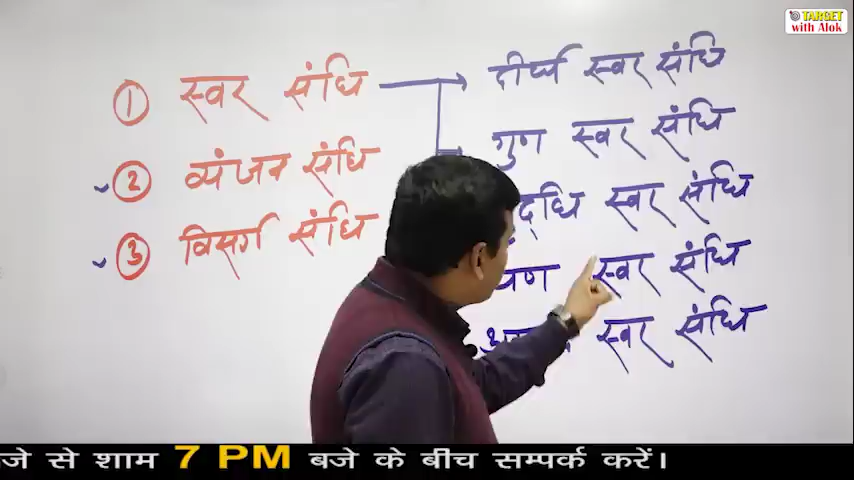 TARGET
with Alok
① स्वर संधि
② व्यंजन संधि
③ विसर्ग संधि
दीर्घ स्वर संधि
गुण स्वर संधि
स्वर संधि
यण स्वर संधि
स्वर संधि
जे से शाम 7 PM बजे के बीच सम्पर्क करें।